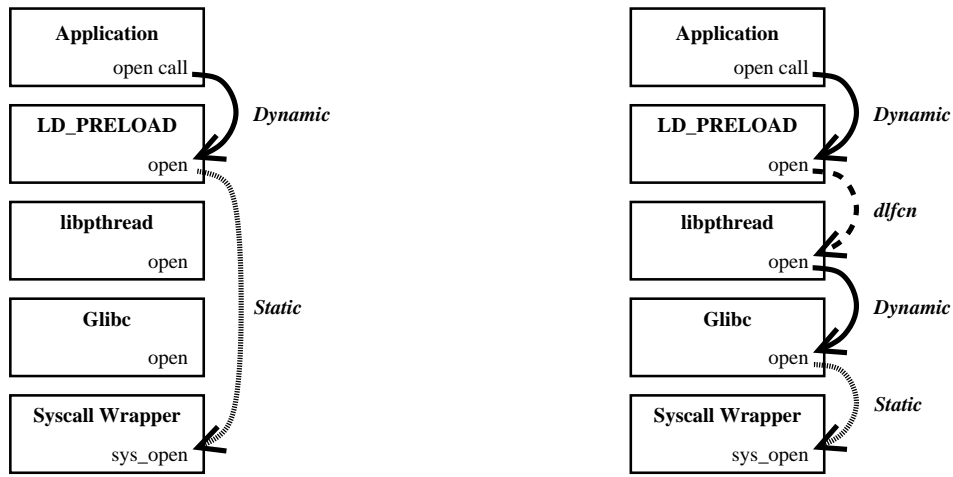 Application
open call
Dynamic
LD_PRELOAD
open
libpthread
open
Static
Glibc
open
Syscall Wrapper
sys_open
Application
open call
Dynamic
LD_PRELOAD
open
dlfcn
libpthread
open
Dynamic
Glibc
open
Static
Syscall Wrapper
sys_open